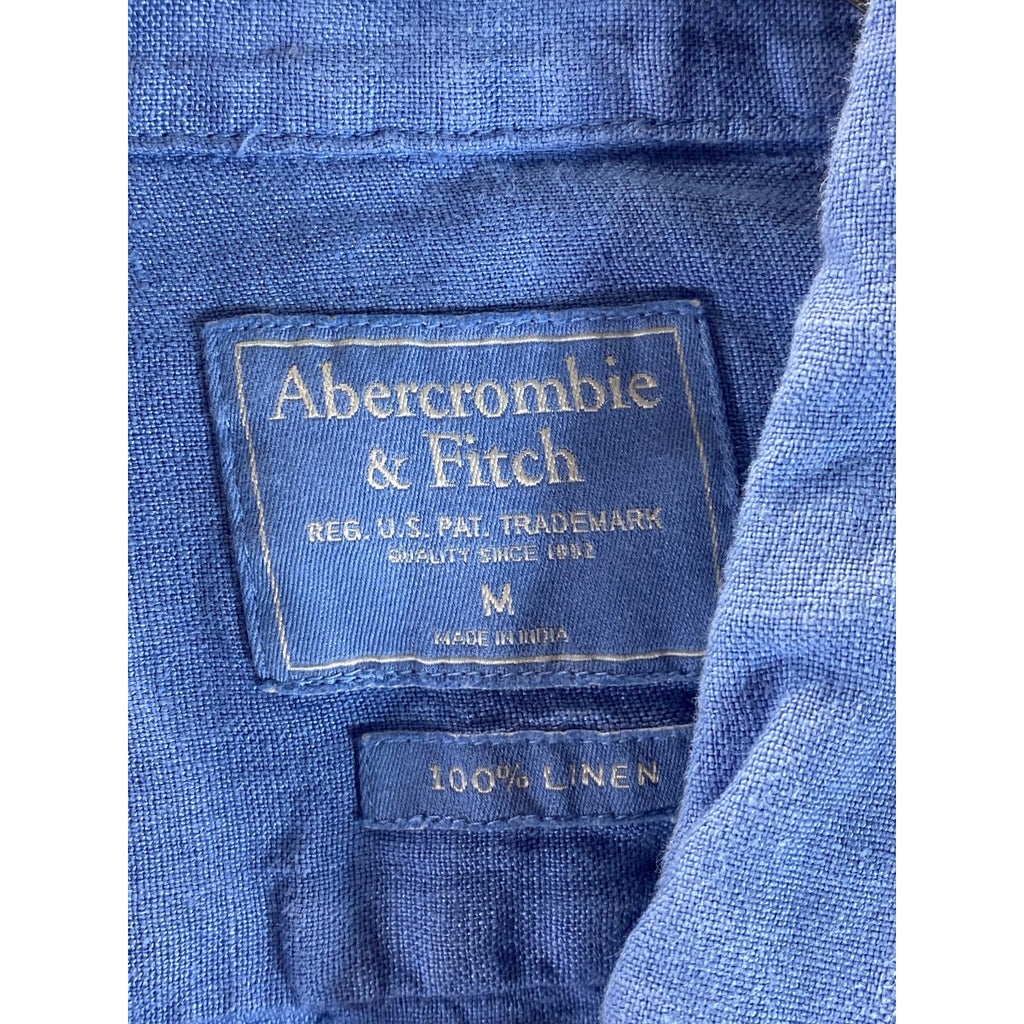 Abercrombie
& Fitch
REG. U.S. PAT. TRADEMARK
QUALITY SINCE 1892
M
MADE IN INDIA
100% LINEN